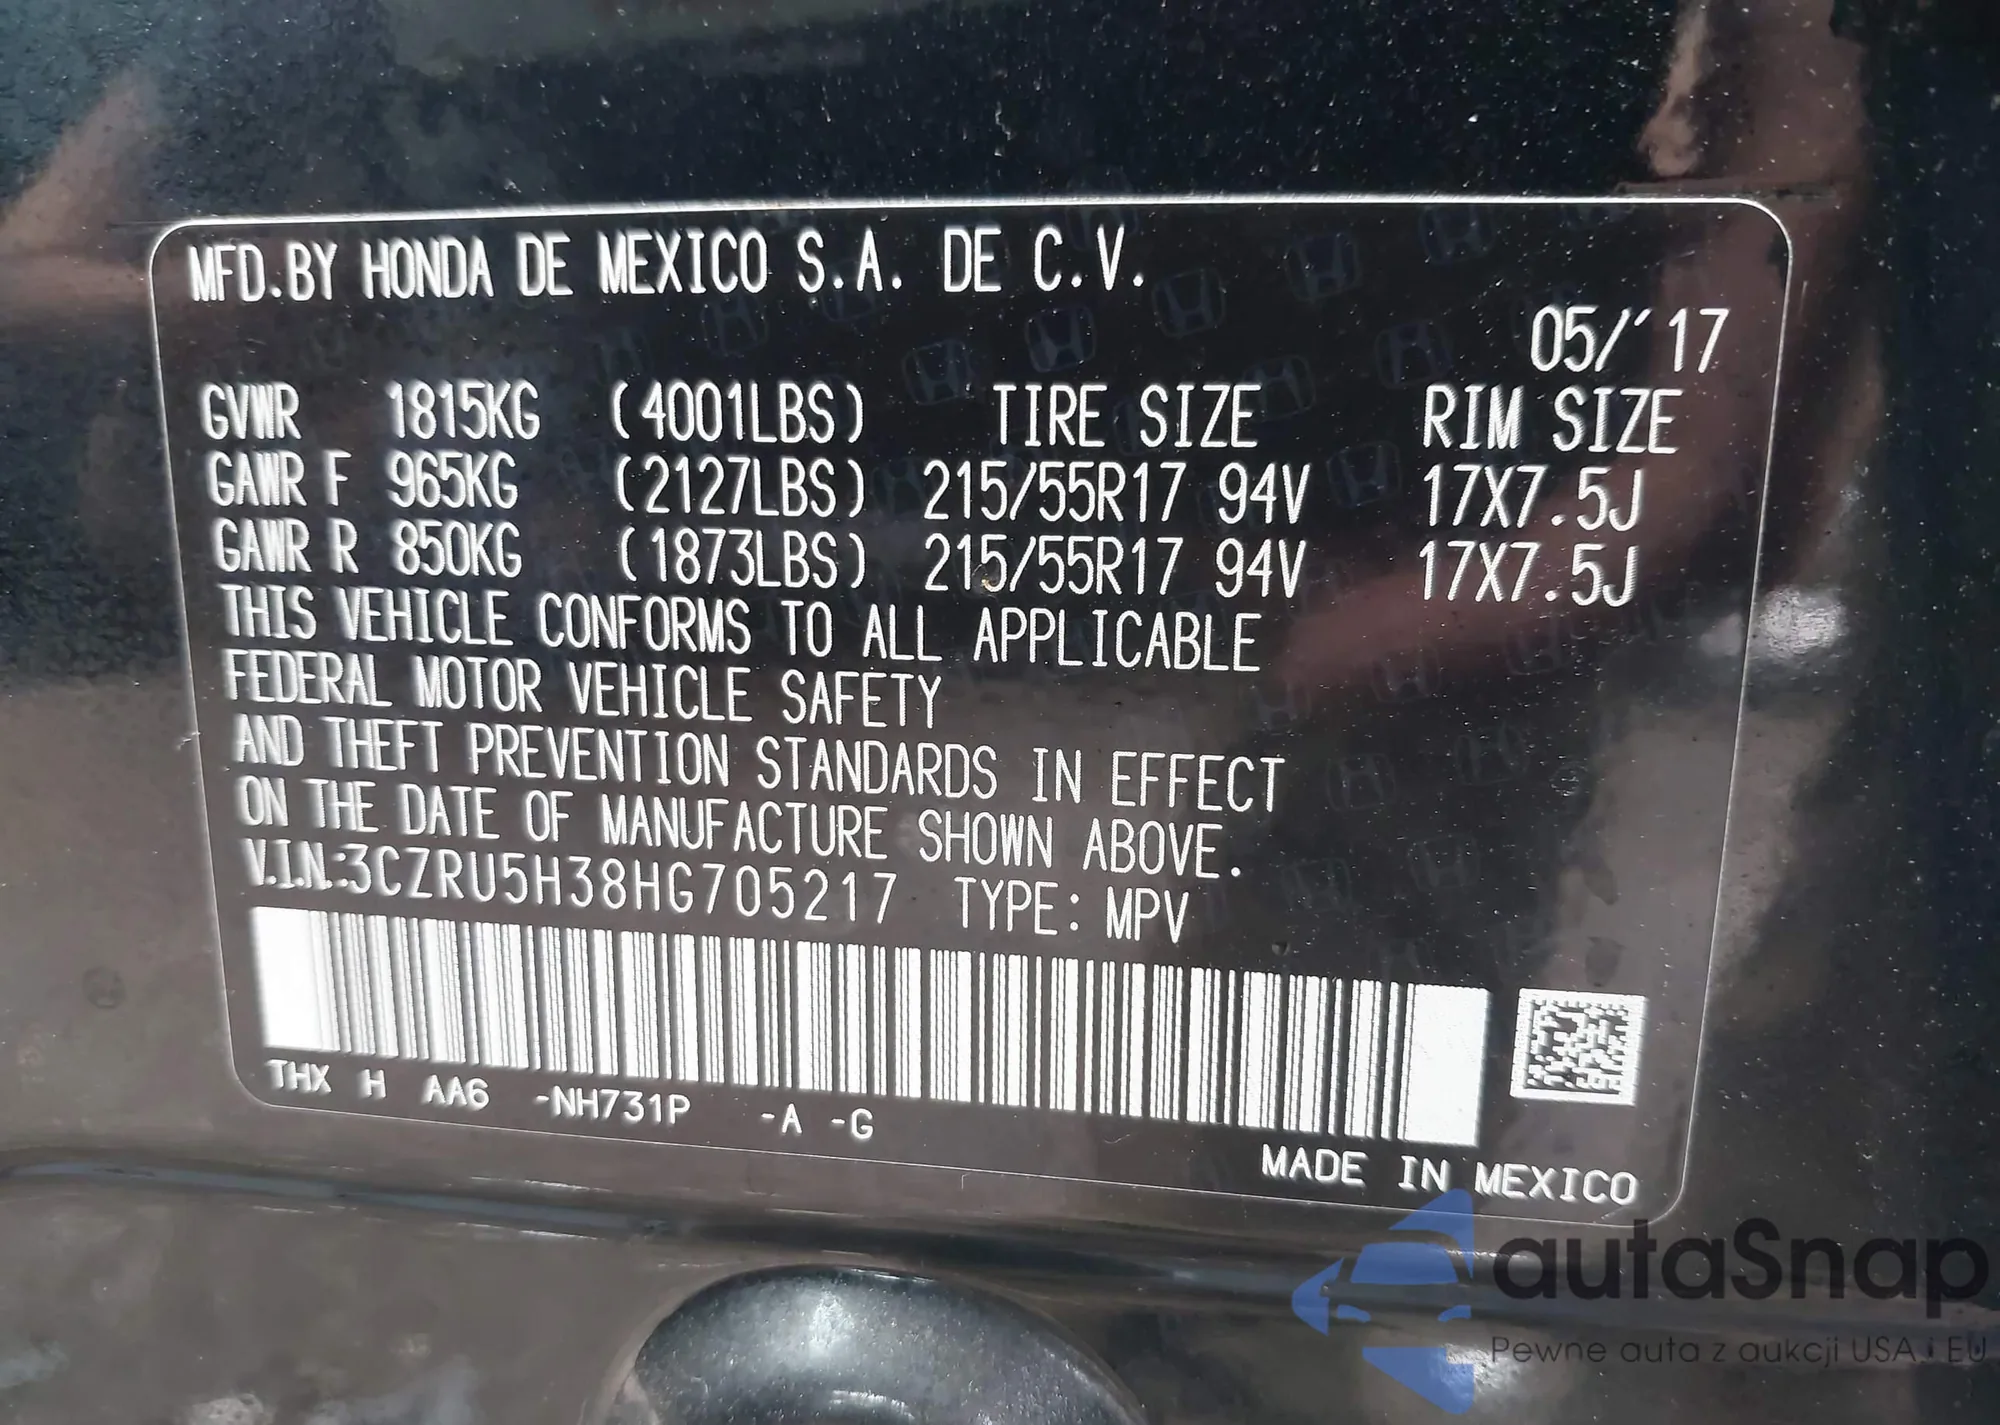 MFD.BY HONDA DE MEXICO S.A. DE C.V.
05/'17
GVWR 1815KG (4001LBS) TIRE SIZE RIM SIZE
GAWR F 965KG (2127LBS) 215/55R17 94V 17X7.5J
GAWR R 850KG (1873LBS) 215/55R17 94V 17X7.5J
THIS VEHICLE CONFORMS TO ALL APPLICABLE
FEDERAL MOTOR VEHICLE SAFETY
AND THEFT PREVENTION STANDARDS IN EFFECT
ON THE DATE OF MANUFACTURE SHOWN ABOVE.
V.I.N.:3CZRU5H38HG705217 TYPE: MPV
THX H AA6 -NH731P -A -G
MADE IN MEXICO
autaSnap
Pewne auta z aukcji USA i EU